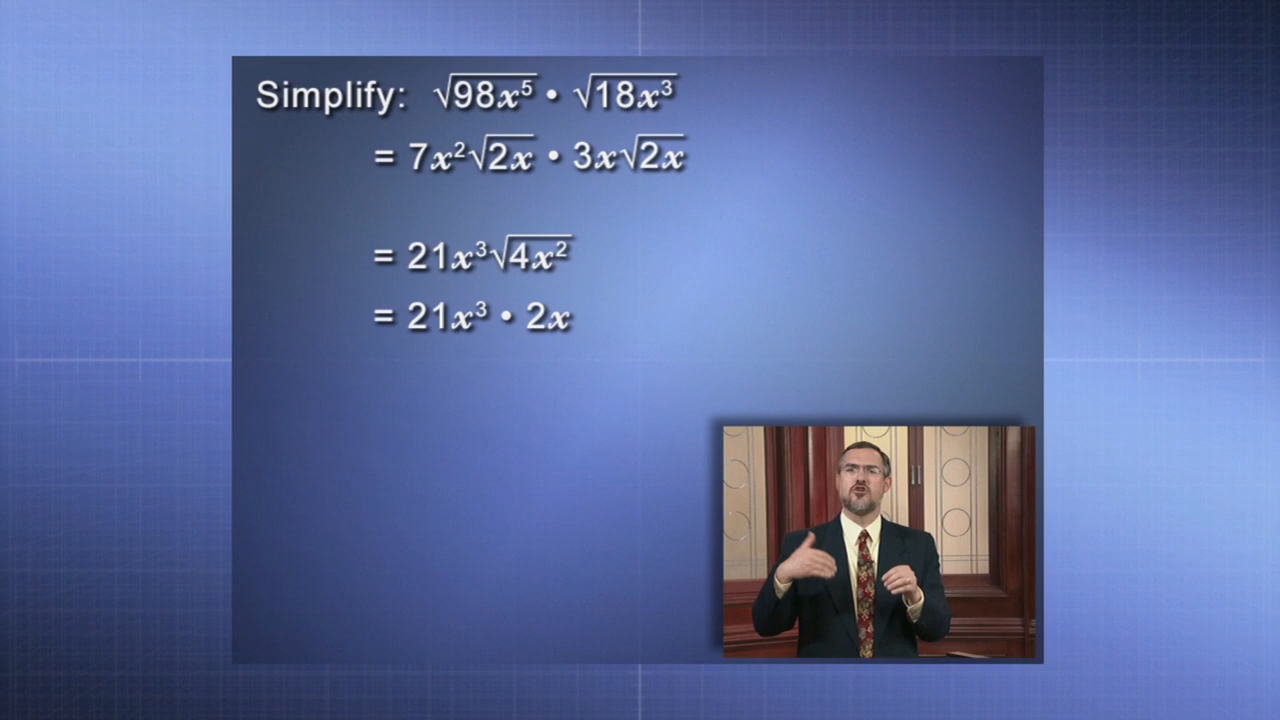 Simplify: √98x⁵ • √18x³
= 7x²√2x • 3x√2x
= 21x³√4x²
= 21x³ • 2x